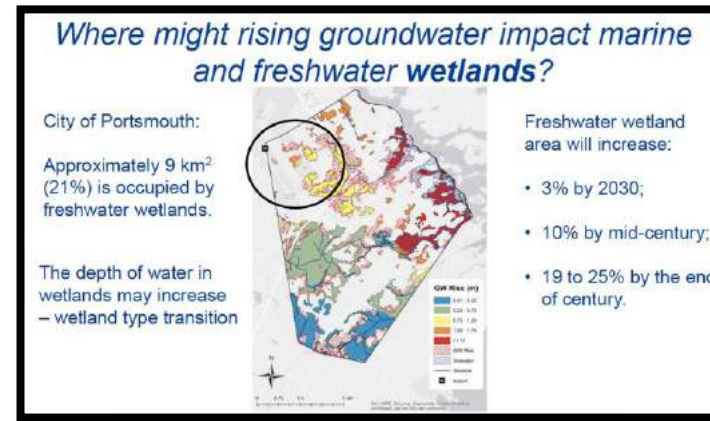 Where might rising groundwater impact marine
and freshwater wetlands?
City of Portsmouth:
Approximately 9 km²
(21%) is occupied by
freshwater wetlands.
The depth of water in
wetlands may increase
– wetland type transition
GW Rise (m)
Freshwater wetland
area will increase:
• 3% by 2030;
• 10% by mid-century;
• 19 to 25% by the end
of century.